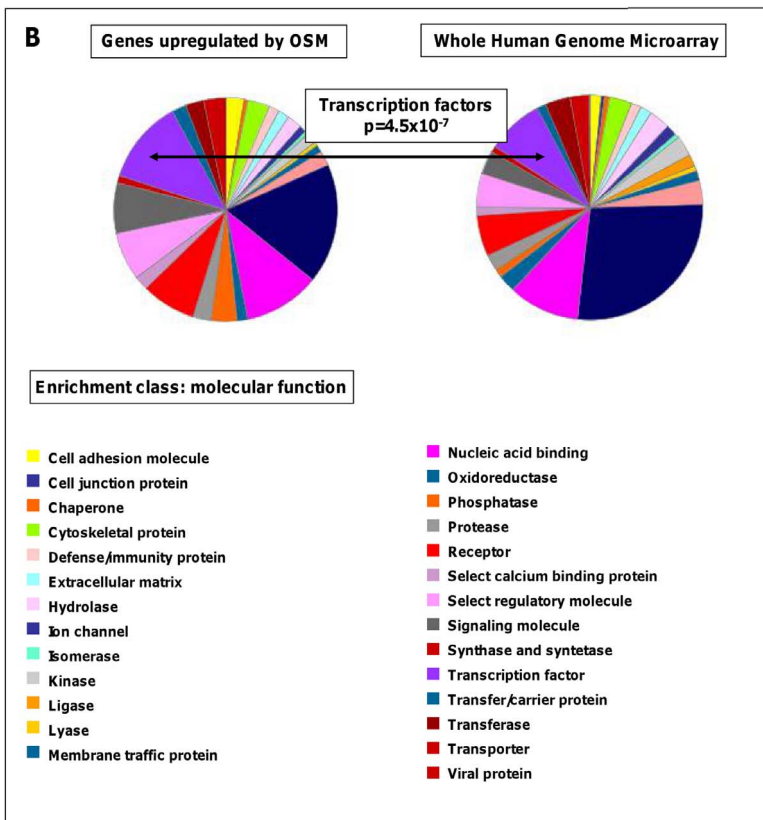 B
Genes upregulated by OSM
Whole Human Genome Microarray
Transcription factors
p=4.5x10⁻⁷
Enrichment class: molecular function
Cell adhesion molecule
Cell junction protein
Chaperone
Cytoskeletal protein
Defense/immunity protein
Extracellular matrix
Hydrolase
Ion channel
Isomerase
Kinase
Ligase
Lyase
Membrane traffic protein
Nucleic acid binding
Oxidoreductase
Phosphatase
Protease
Receptor
Select calcium binding protein
Select regulatory molecule
Signaling molecule
Synthase and syntetase
Transcription factor
Transfer/carrier protein
Transferase
Transporter
Viral protein